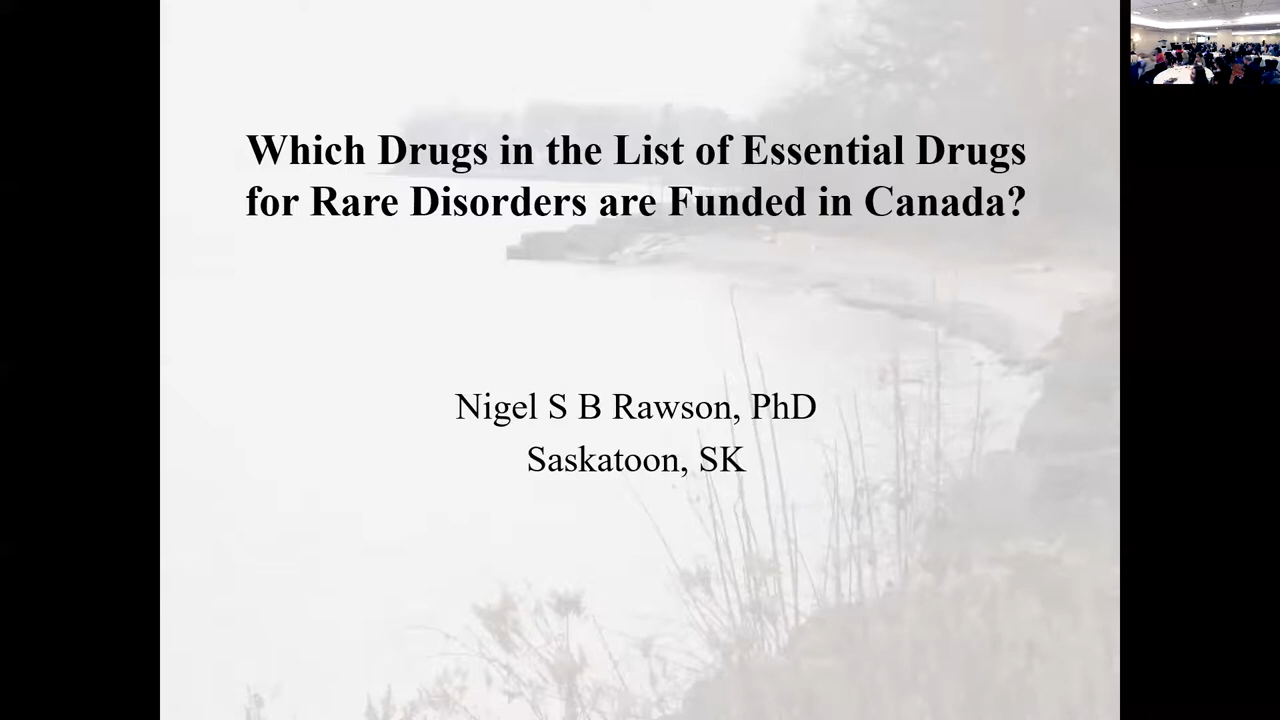 Which Drugs in the List of Essential Drugs
for Rare Disorders are Funded in Canada?
Nigel S B Rawson, PhD
Saskatoon, SK